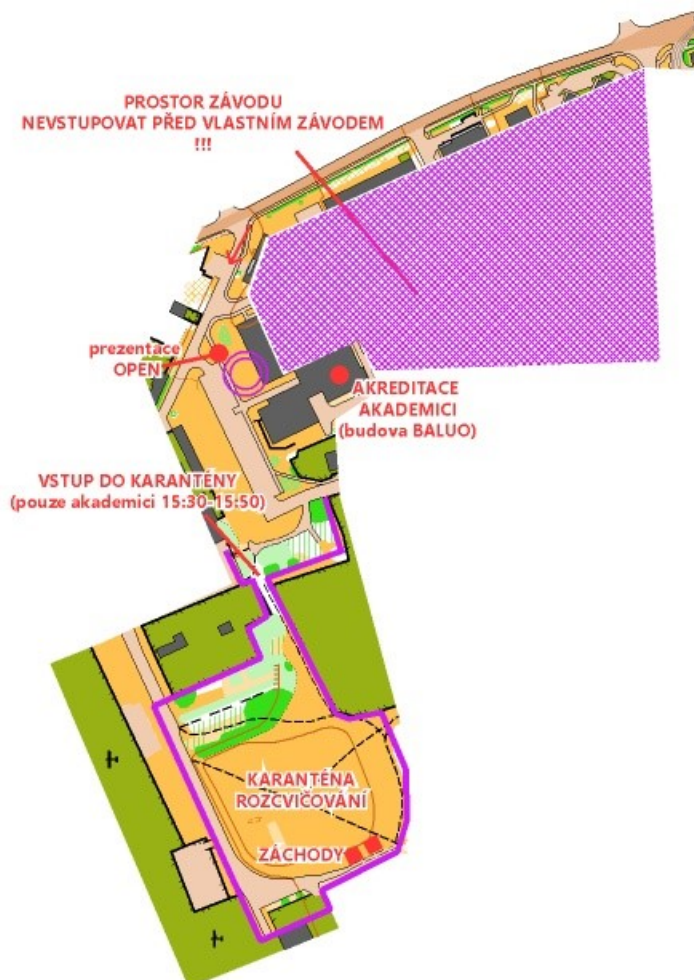 PROSTOR ZÁVODU
NEVSTUPOVAT PŘED VLASTNÍM ZÁVODEM
!!!
prezentace
OPEN
AKREDITACE
AKADEMICI
(budova BALUO)
VSTUP DO KARANTÉNY
(pouze akademici 15:30-15:50)
KARANTÉNA
ROZCVIČOVÁNÍ
ZÁCHODY